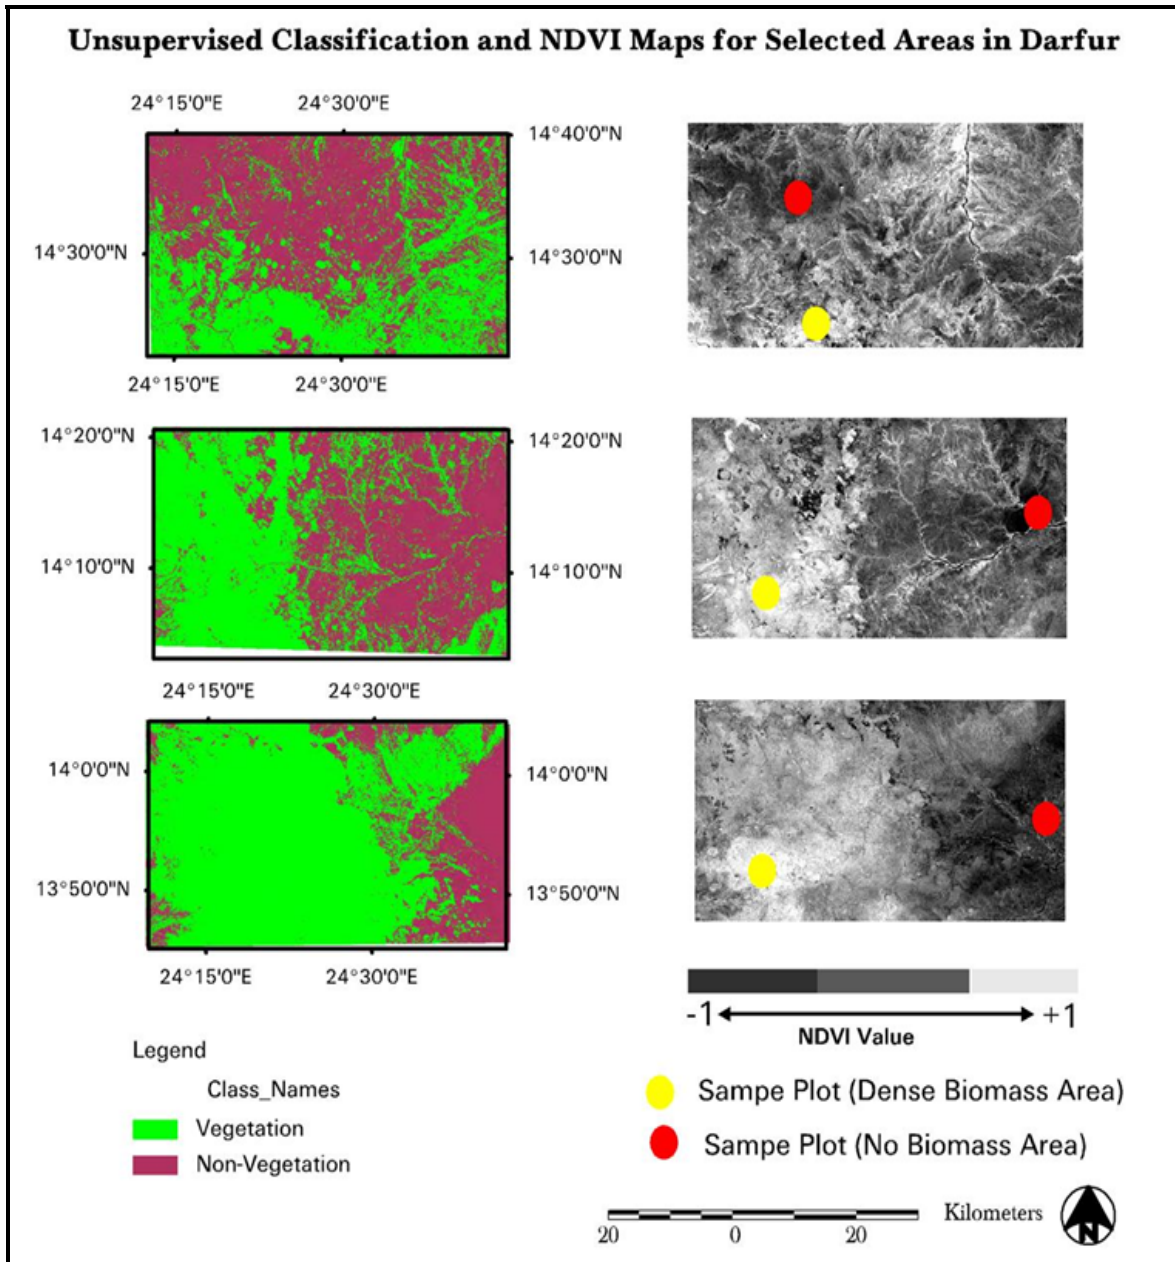 Unsupervised Classification and NDVI Maps for Selected Areas in Darfur
24°15'0"E 24°30'0"E
14°40'0"N
14°30'0"N 14°30'0"N
24°15'0"E 24°30'0"E
14°20'0"N 14°20'0"N
14°10'0"N 14°10'0"N
24°15'0"E 24°30'0"E
14°0'0"N 14°0'0"N
13°50'0"N 13°50'0"N
24°15'0"E 24°30'0"E
-1 +1
NDVI Value
Legend
Class_Names
Vegetation
Non-Vegetation
Sampe Plot (Dense Biomass Area)
Sampe Plot (No Biomass Area)
Kilometers
20 0 20
N